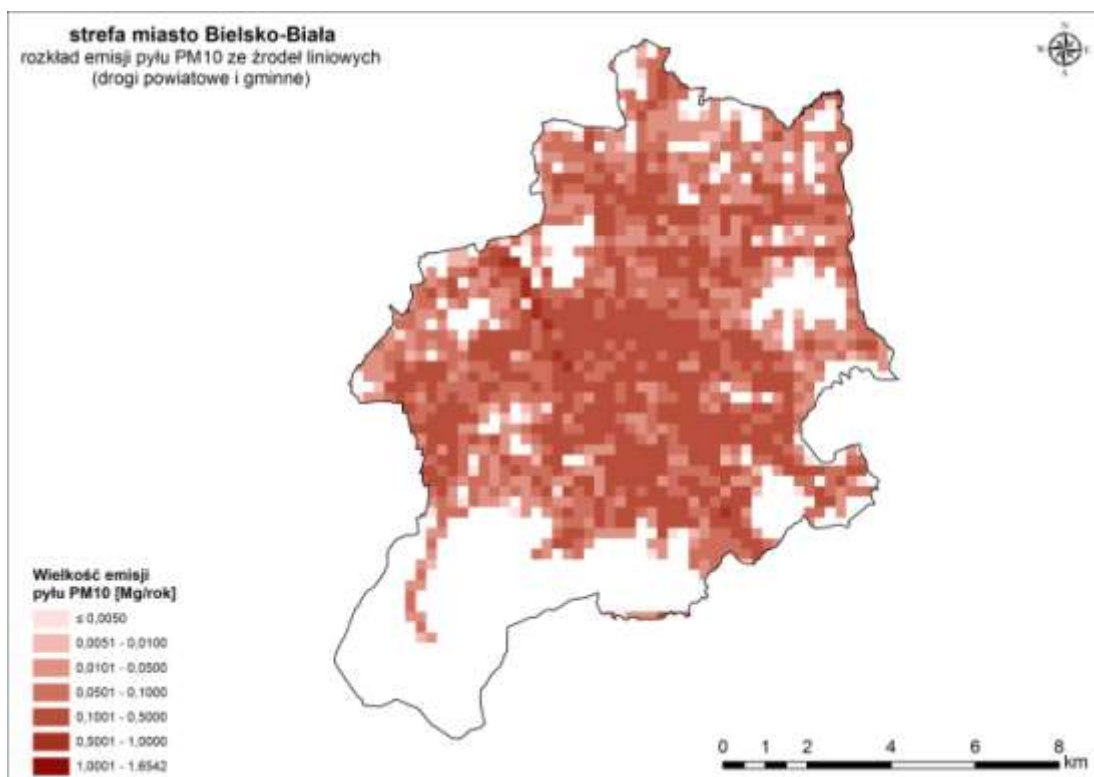 strefa miasto Bielsko-Biała
rozkład emisji pyłu PM10 ze źrodeł liniowych
(drogi powiatowe i gminne)
N
W
E
Wielkość emisji
pyłu PM10 [Mg/rok]
≤ 0,0050
0,0051 - 0,0100
0,0101 - 0,0500
0,0501 - 0,1000
0,1001 - 0,5000
0,5001 - 1,0000
1,0001 - 1,6542
0 1 2 4 6 8
km